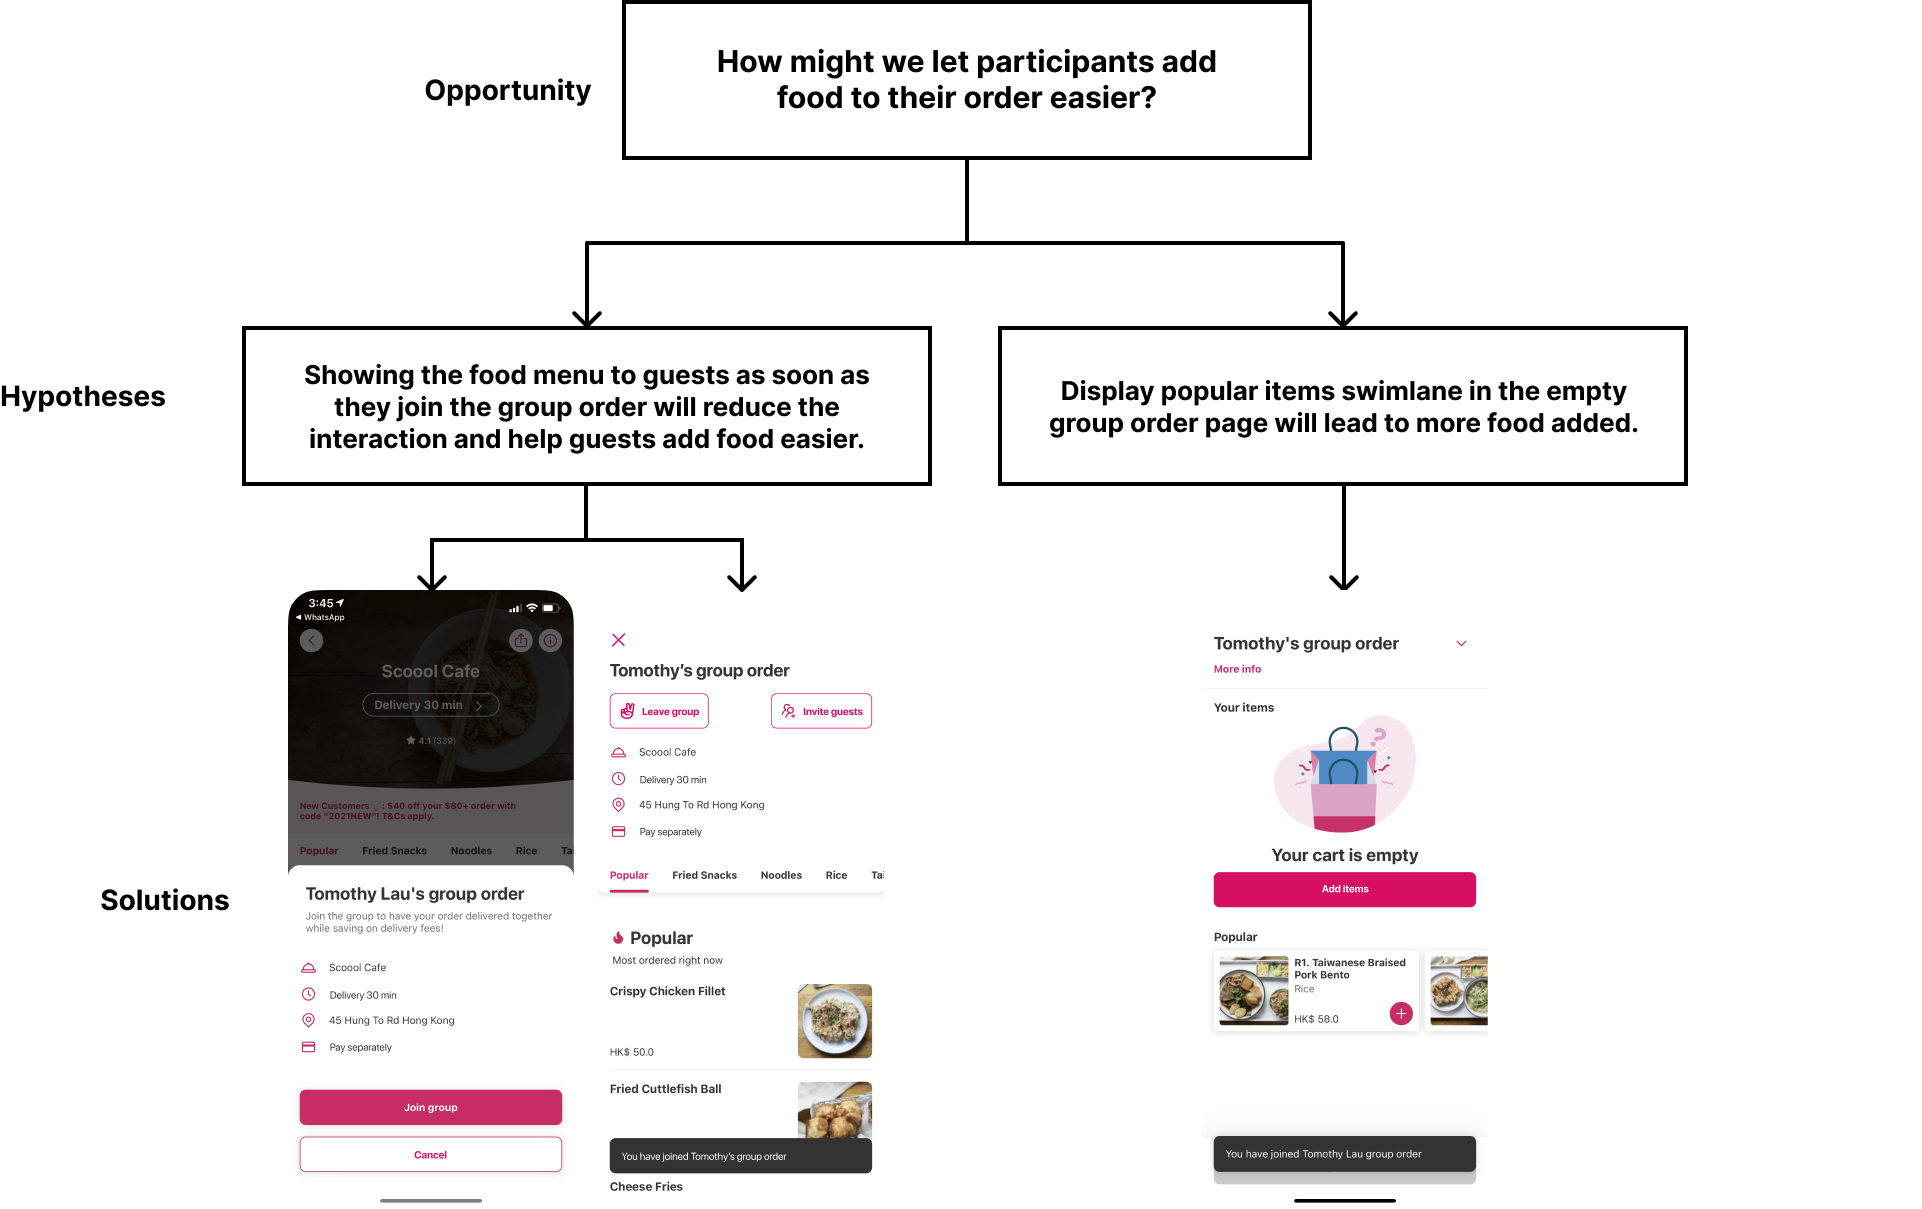 Opportunity
How might we let participants add
food to their order easier?
Hypotheses
Showing the food menu to guests as soon as
they join the group order will reduce the
interaction and help guests add food easier.
Display popular items swimlane in the empty
group order page will lead to more food added.
Solutions
3:45
WhatsApp
Scoool Cafe
Delivery 30 min
4.1 (339)
New Customers : $40 off your $80+ order with
code "2021NEW"! T&Cs apply.
Popular Fried Snacks Noodles Rice Ta
Tomothy Lau's group order
Join the group to have your order delivered together
while saving on delivery fees!
Scoool Cafe
Delivery 30 min
45 Hung To Rd Hong Kong
Pay separately
Join group
Cancel
Tomothy's group order
Leave group
Invite guests
Scoool Cafe
Delivery 30 min
45 Hung To Rd Hong Kong
Pay separately
Popular Fried Snacks Noodles Rice Tai
Popular
Most ordered right now
Crispy Chicken Fillet
HK$ 50.0
Fried Cuttlefish Ball
You have joined Tomothy's group order
Cheese Fries
Tomothy's group order
More info
Your items
?
Your cart is empty
Add items
Popular
R1. Taiwanese Braised
Pork Bento
Rice
HK$ 58.0
You have joined Tomothy Lau group order